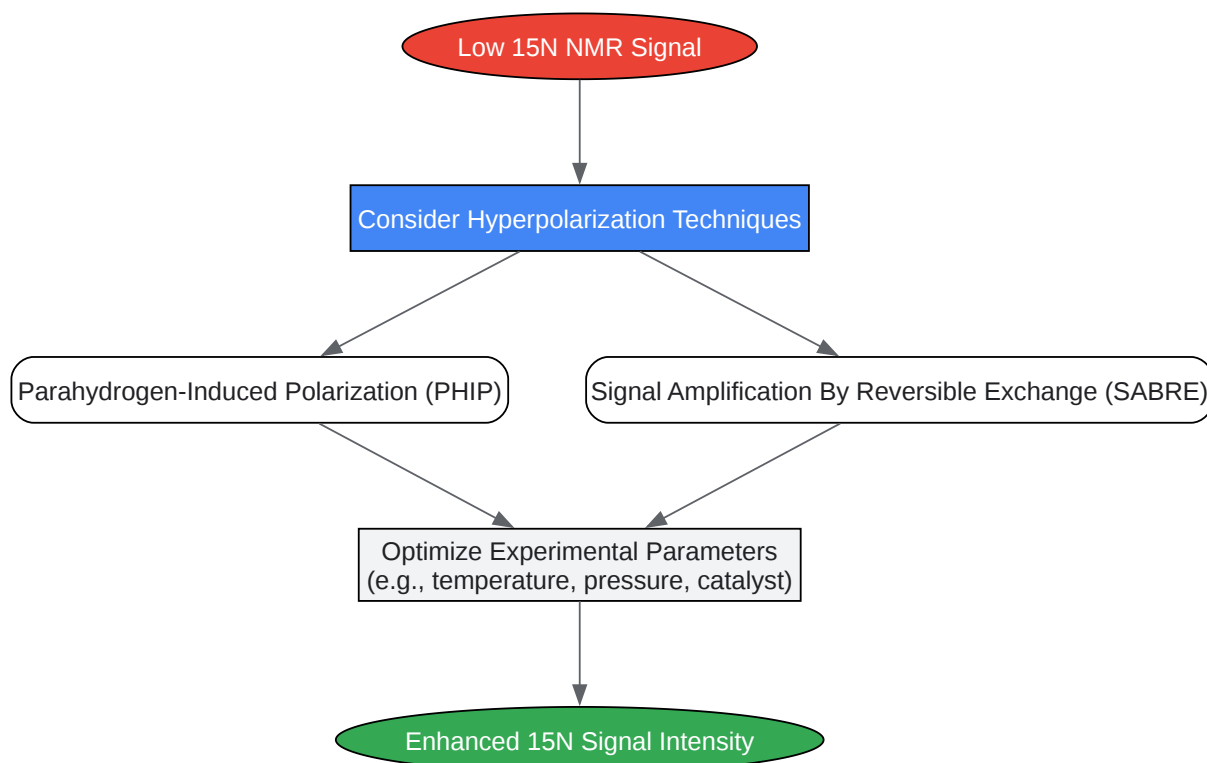 Low 15N NMR Signal
Consider Hyperpolarization Techniques
Parahydrogen-Induced Polarization (PHIP)
Signal Amplification By Reversible Exchange (SABRE)
Optimize Experimental Parameters
(e.g., temperature, pressure, catalyst)
Enhanced 15N Signal Intensity